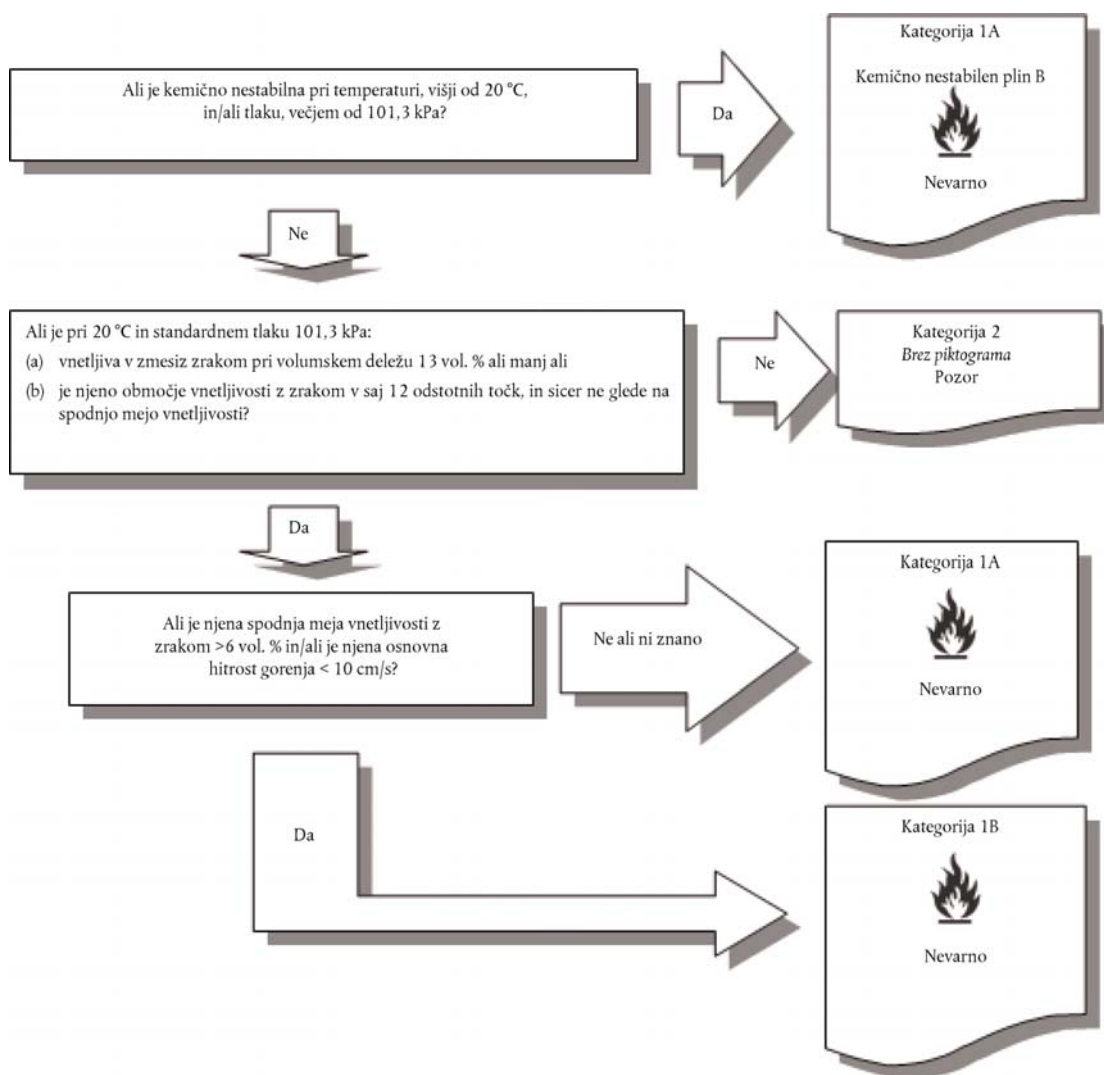 Kategorija 1A
Kemično nestabilen plin B
Nevarno
Ali je kemično nestabilna pri temperaturi, višji od 20 °C,
in/ali tlaku, večjem od 101,3 kPa?
Da
Ne
Ali je pri 20 °C in standardnem tlaku 101,3 kPa:
(a) vnetljiva v zmesiz zrakom pri volumskem deležu 13 vol. % ali manj ali
(b) je njeno območje vnetljivosti z zrakom v saj 12 odstotnih točk, in sicer ne glede na
spodnjo mejo vnetljivosti?
Ne
Kategorija 2
Brez piktograma
Pozor
Da
Ali je njena spodnja meja vnetljivosti z
zrakom >6 vol. % in/ali je njena osnovna
hitrost gorenja < 10 cm/s?
Ne ali ni znano
Kategorija 1A
Nevarno
Da
Kategorija 1B
Nevarno